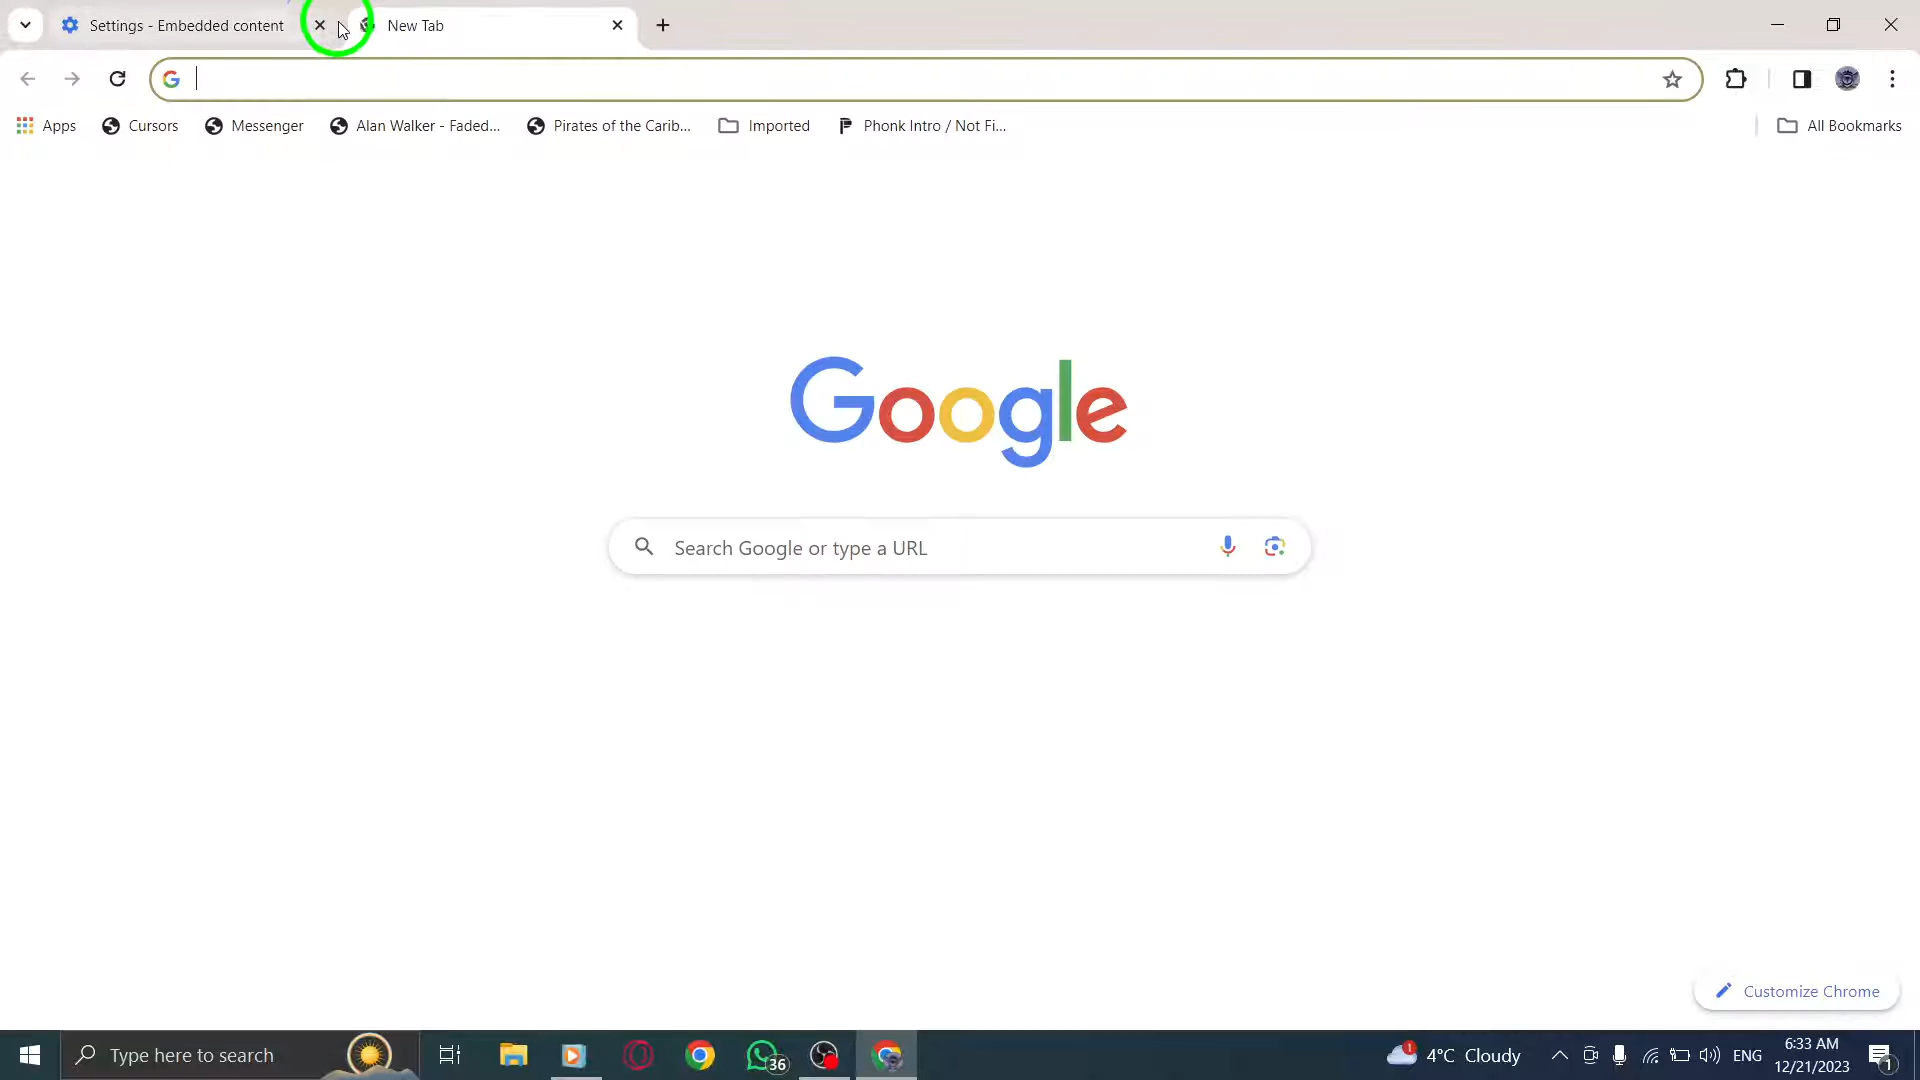 Settings - Embedded content
New Tab
Apps
Cursors
Messenger
Alan Walker - Faded...
Pirates of the Carib...
Imported
Phonk Intro / Not Fi...
All Bookmarks
Google
Search Google or type a URL
Customize Chrome
Type here to search
36
1
4°C Cloudy
ENG
6:33 AM
12/21/2023
1